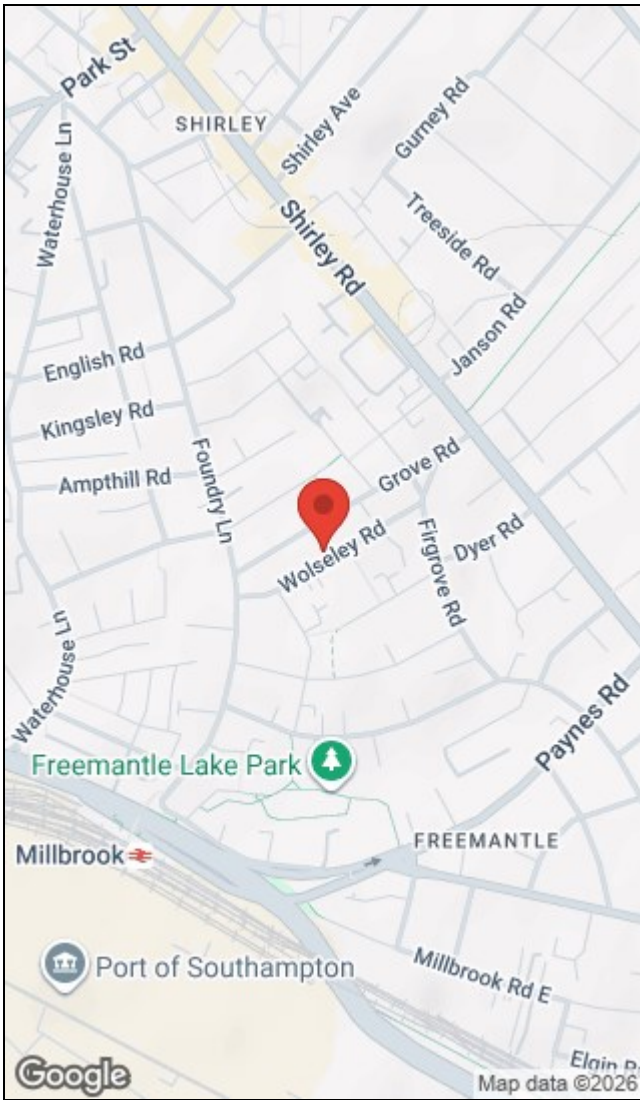 Park St
SHIRLEY
Shirley Ave
Gurney Rd
Waterhouse Ln
Treeside Rd
Shirley Rd
Janson Rd
English Rd
Kingsley Rd
Ampthill Rd
Foundry Ln
Grove Rd
Wolseley Rd
Firgrove Rd
Dyer Rd
Waterhouse Ln
Paynes Rd
Freemantle Lake Park
FREEMANTLE
Millbrook
Port of Southampton
Millbrook Rd E
Elgin R
Google
Map data ©2026